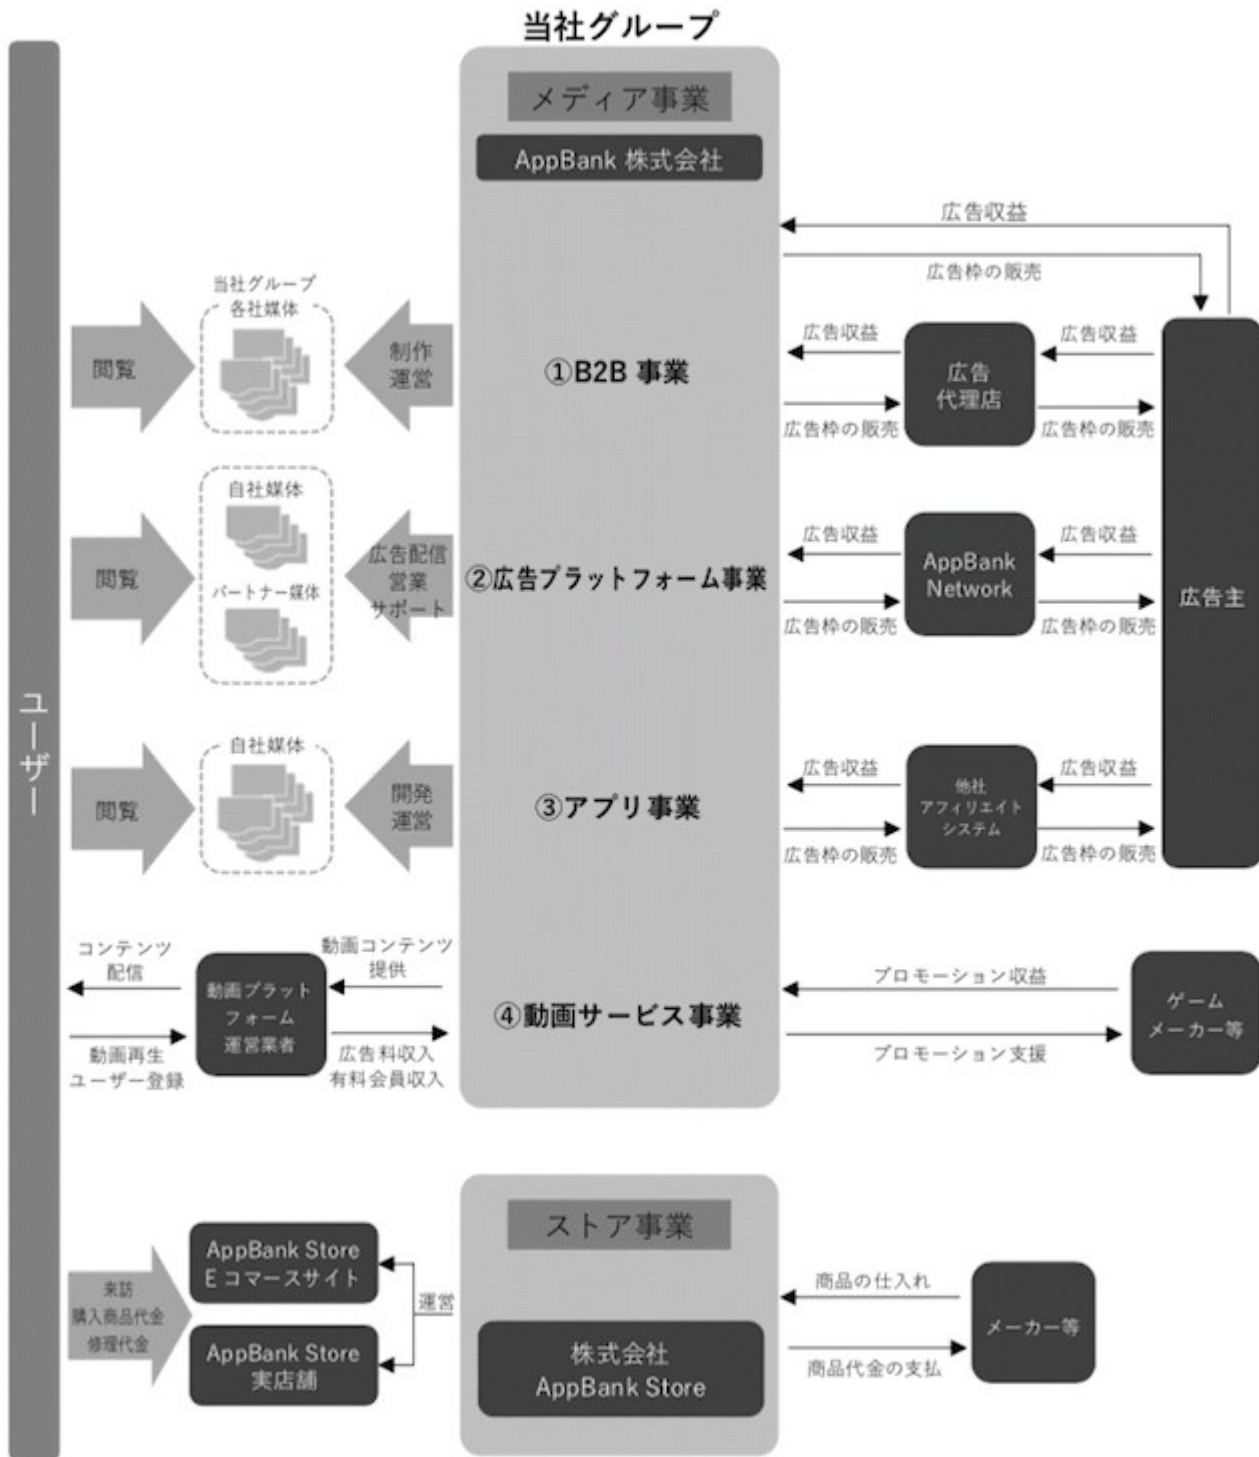 当社グループ
メディア事業
AppBank 株式会社
広告収益
広告枠の販売
当社グループ
各社媒体
閲覧
制作
運営
①B2B 事業
広告収益
広告枠の販売
広告
代理店
広告収益
広告枠の販売
自社媒体
パートナー媒体
閲覧
広告配信
営業
サポート
②広告プラットフォーム事業
広告収益
広告枠の販売
AppBank
Network
広告収益
広告枠の販売
広告主
ユーザー
自社媒体
閲覧
開発
運営
③アプリ事業
広告収益
広告枠の販売
他社
アフィリエイト
システム
広告収益
広告枠の販売
コンテンツ
配信
動画再生
ユーザー登録
動画プラット
フォーム
運営業者
動画コンテンツ
提供
広告料収入
有料会員収入
④動画サービス事業
プロモーション収益
プロモーション支援
ゲーム
メーカー等
ストア事業
来訪
購入商品代金
修理代金
AppBank Store
E コマースサイト
AppBank Store
実店舗
運営
株式会社
AppBank Store
商品の仕入れ
商品代金の支払
メーカー等